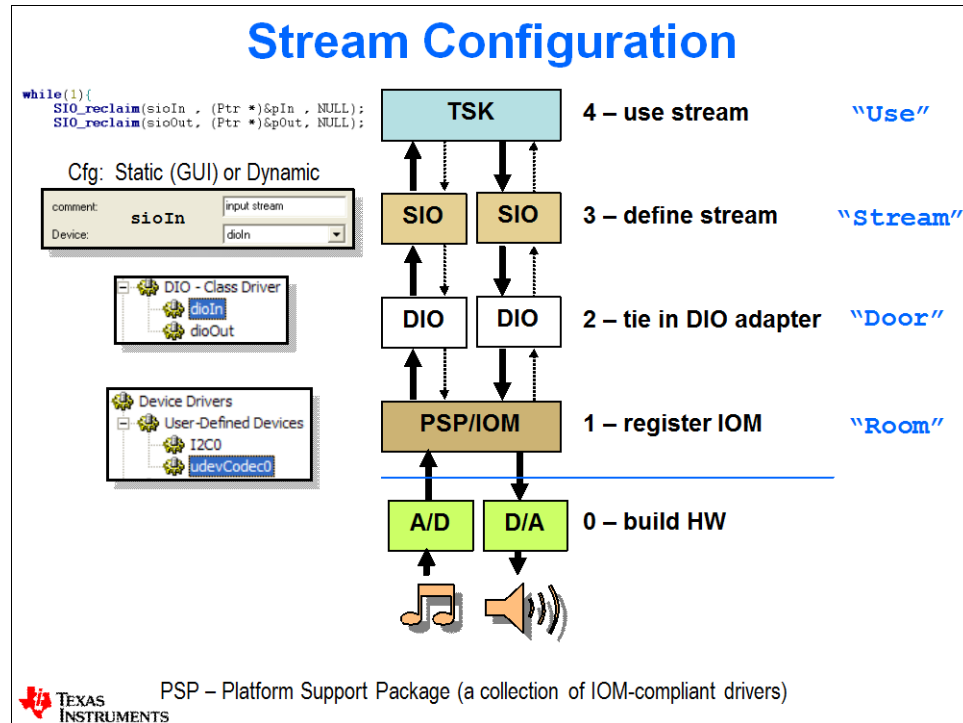 Stream Configuration
while(1){
SIO_reclaim(sioIn , (Ptr *)&pIn , NULL);
SIO_reclaim(sioOut, (Ptr *)&pOut, NULL);
TSK
4 – use stream
“Use”
Cfg: Static (GUI) or Dynamic
comment:
sioIn
input stream
Device:
dioIn
SIO
SIO
3 – define stream
“Stream”
DIO - Class Driver
dioIn
dioOut
DIO
DIO
2 – tie in DIO adapter
“Door”
Device Drivers
User-Defined Devices
I2C0
udevCodec0
PSP/IOM
1 – register IOM
“Room”
A/D
D/A
0 – build HW
PSP – Platform Support Package (a collection of IOM-compliant drivers)
TEXAS
INSTRUMENTS